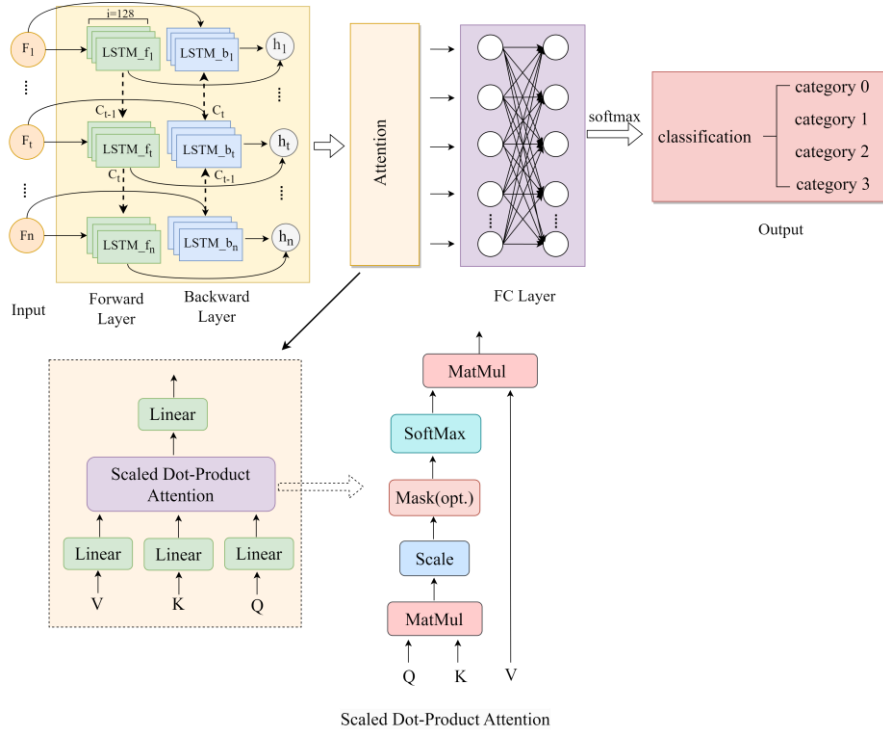 i=128
F1
LSTM_f1
LSTM_b1
h1
Ct-1
Ct
Ft
LSTM_ft
LSTM_bt
ht
Ct
Ct-1
Fn
LSTM_fn
LSTM_bn
hn
Input
Forward
Layer
Backward
Layer
Attention
FC Layer
softmax
classification
category 0
category 1
category 2
category 3
Output
Linear
Scaled Dot-Product
Attention
Linear
Linear
Linear
V
K
Q
MatMul
SoftMax
Mask(opt.)
Scale
MatMul
Q
K
V
Scaled Dot-Product Attention